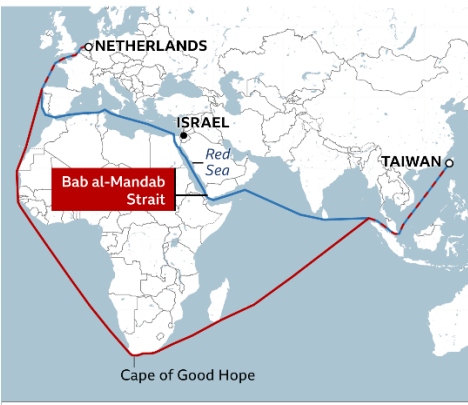 NETHERLANDS
ISRAEL
Red
Sea
TAIWAN
Bab al-Mandab
Strait
Cape of Good Hope